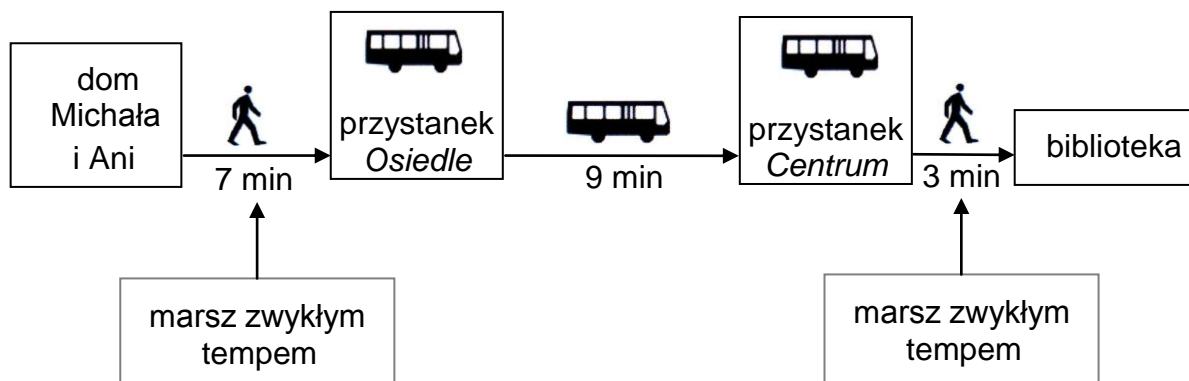 dom
Michała
i Ani
7 min
przystanek
Osiedle
9 min
przystanek
Centrum
3 min
biblioteka
marsz zwykłym
tempem
marsz zwykłym
tempem